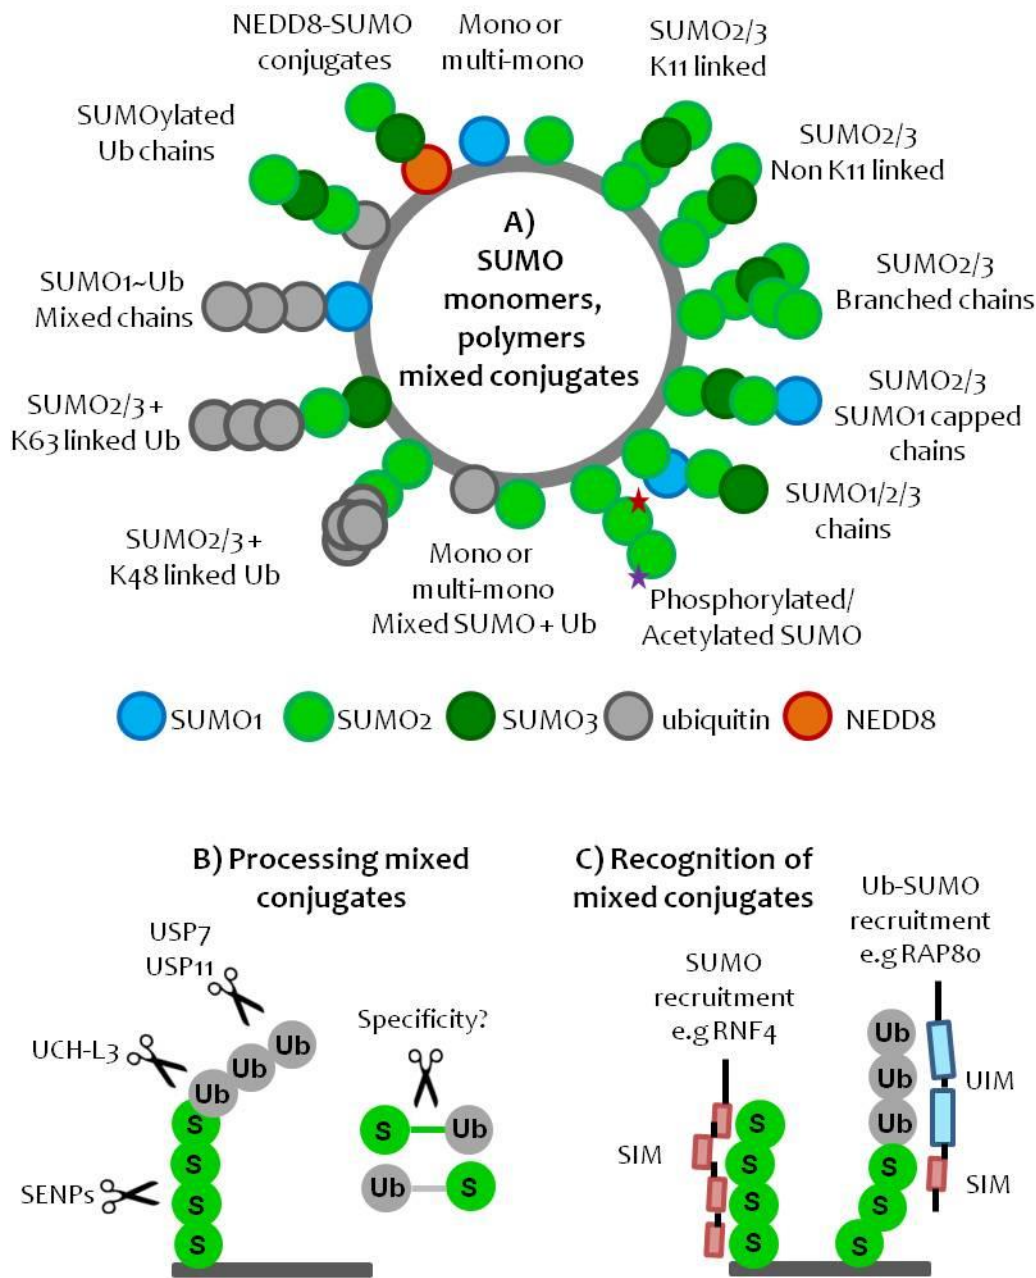 NEDD8-SUMO
conjugates
Mono or
multi-mono
SUMO2/3
K11 linked
SUMOylated
Ub chains
SUMO2/3
Non K11 linked
A)
SUMO
monomers,
polymers
mixed conjugates
SUMO1~Ub
Mixed chains
SUMO2/3
Branched chains
SUMO2/3 +
K63 linked Ub
SUMO2/3
SUMO1 capped
chains
SUMO2/3 +
K48 linked Ub
Mono or
multi-mono
Mixed SUMO + Ub
SUMO1/2/3
chains
Phosphorylated/
Acetylated SUMO
SUMO1
SUMO2
SUMO3
ubiquitin
NEDD8
B) Processing mixed
conjugates
USP7
USP11
UCH-L3
SENPs
Ub
Ub
Ub
S
S
S
S
Specificity?
S
Ub
Ub
S
C) Recognition of
mixed conjugates
SUMO
recruitment
e.g RNF4
SIM
S
S
S
S
Ub-SUMO
recruitment
e.g RAP80
Ub
Ub
Ub
S
S
S
UIM
SIM